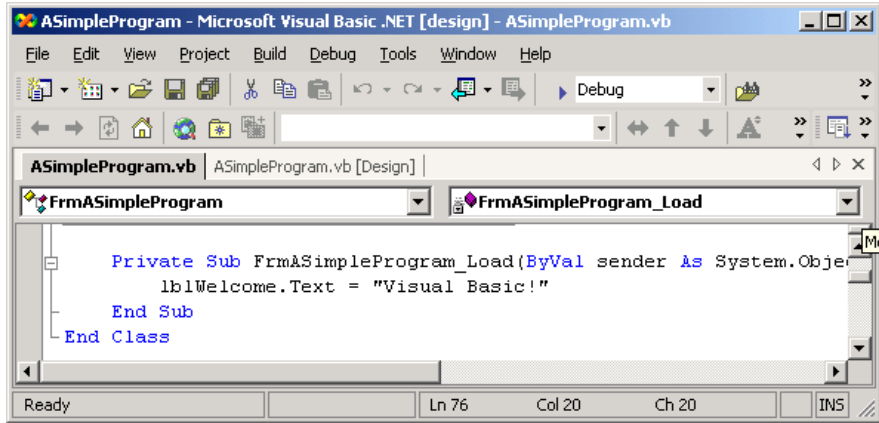 ASimpleProgram - Microsoft Visual Basic .NET [design] - ASimpleProgram.vb
File Edit View Project Build Debug Tools Window Help
Debug
ASimpleProgram.vb ASimpleProgram.vb [Design]
FrmASimpleProgram FrmASimpleProgram_Load
Private Sub FrmASimpleProgram_Load(ByVal sender As System.Obje
lblWelcome.Text = "Visual Basic!"
End Sub
End Class
Ready Ln 76 Col 20 Ch 20 INS